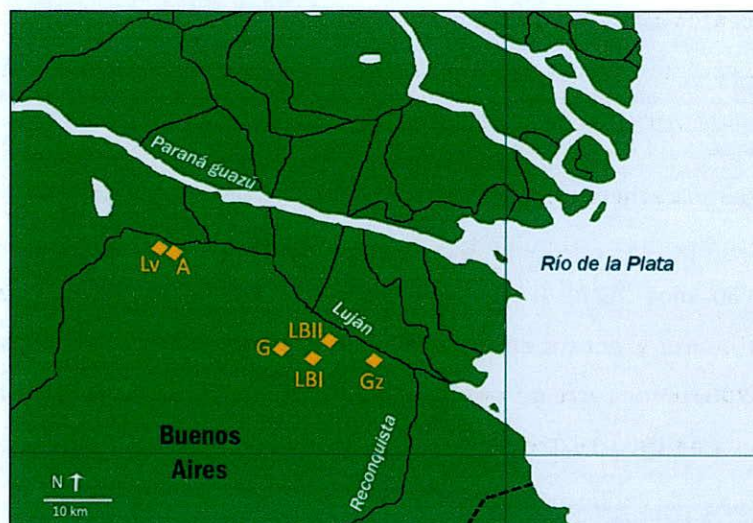 Paraná guazú
Río de la Plata
Lv
A
Luján
LBII
G
LBI
Gz
Buenos
Aires
Reconquista
N
10 km